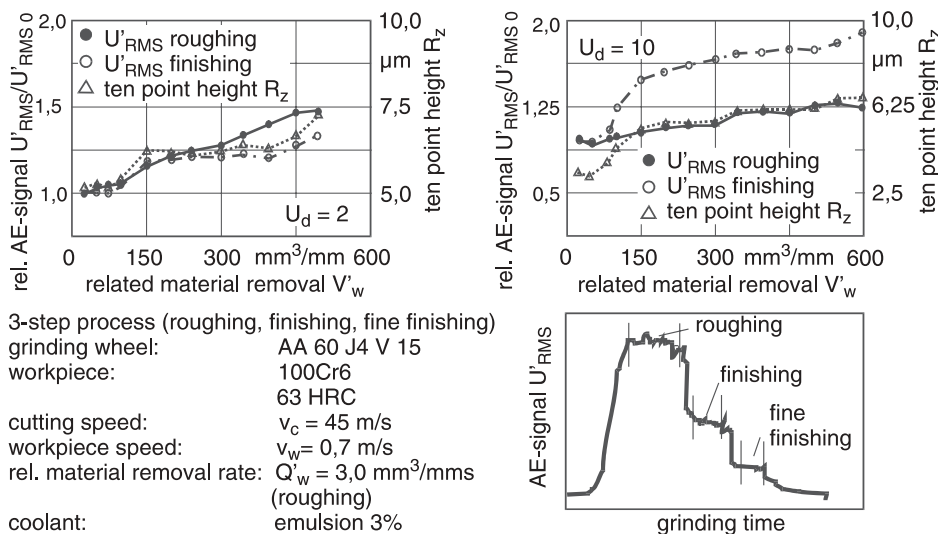 2,0
10,0
U'RMS roughing
U'RMS finishing
ten point height Rz
µm
1,5
7,5
1,0
5,0
Ud = 2
rel. AE-signal U'RMS/U'RMS 0
ten point height Rz
0 150 300 mm³/mm 600
related material removal V'w
2,0
10,0
Ud = 10
µm
1,25
6,25
U'RMS roughing
U'RMS finishing
ten point height Rz
0,5
2,5
rel. AE-signal U'RMS/U'RMS 0
ten point height Rz
0 150 300 mm³/mm 600
related material removal V'w
3-step process (roughing, finishing, fine finishing)
grinding wheel: AA 60 J4 V 15
workpiece: 100Cr6
63 HRC
cutting speed: vc = 45 m/s
workpiece speed: vw= 0,7 m/s
rel. material removal rate: Q'w = 3,0 mm³/mms
(roughing)
coolant: emulsion 3%
roughing
finishing
fine
finishing
AE-signal U'RMS
grinding time